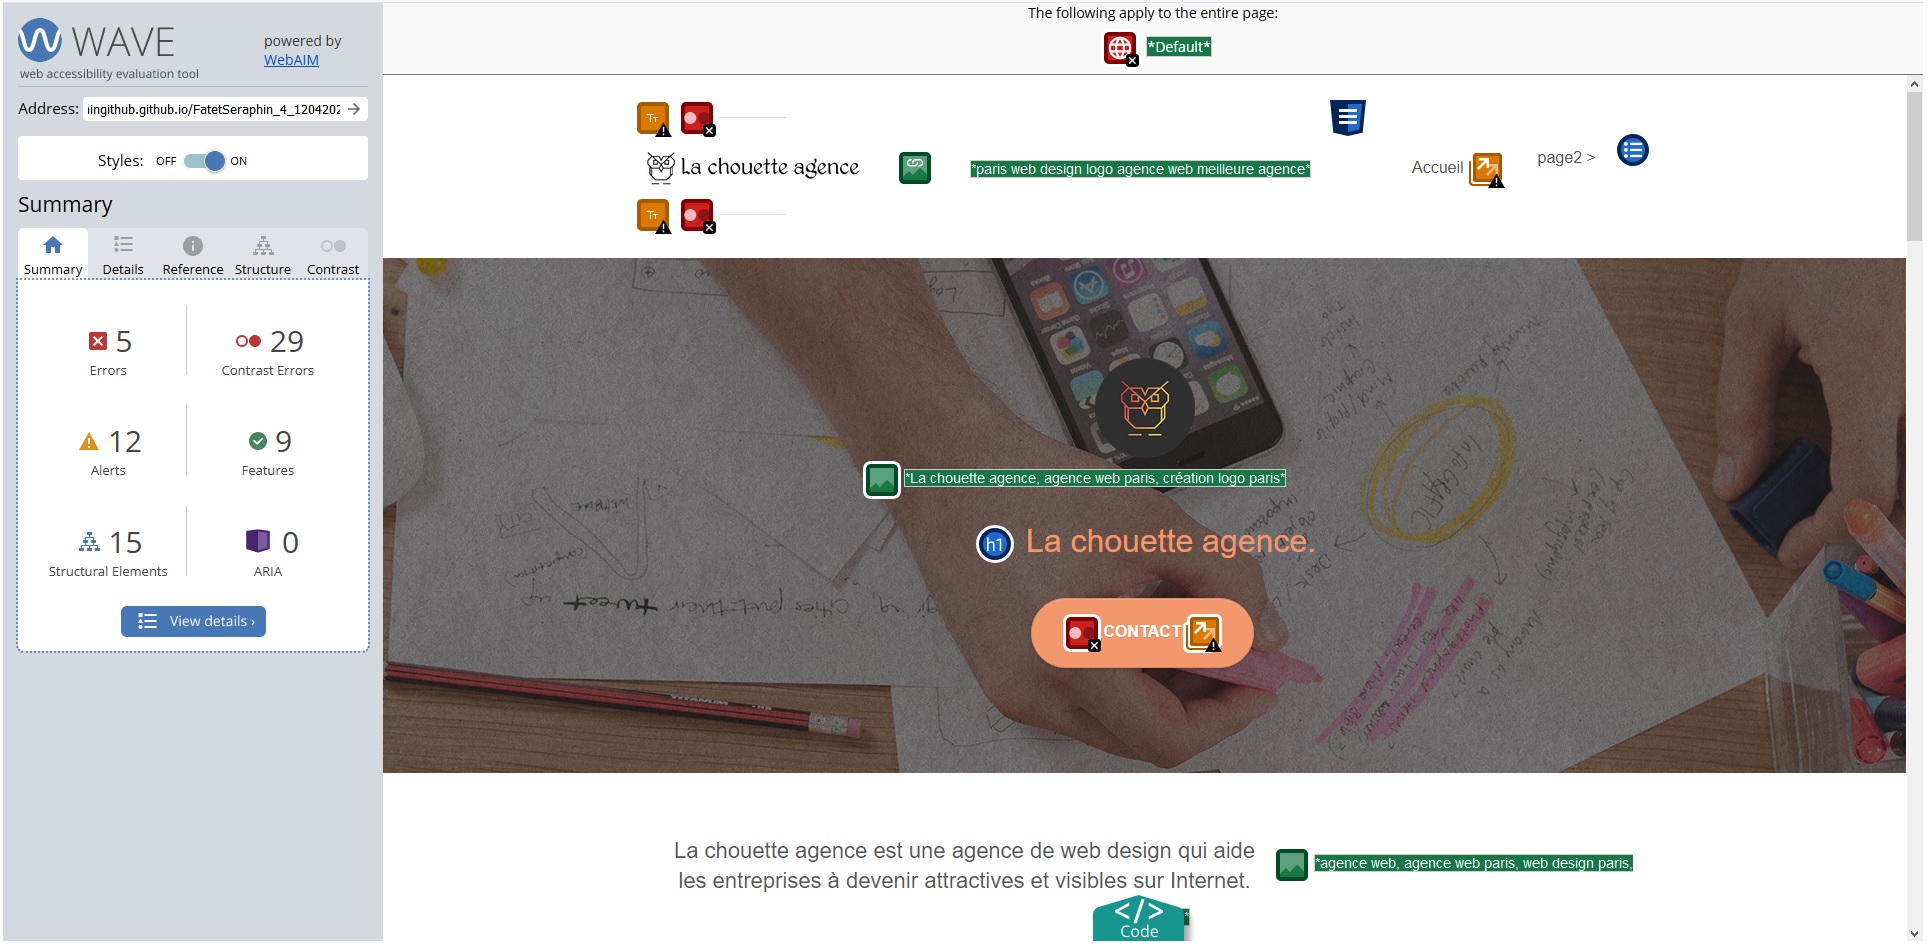 WAVE
powered by
WebAIM
web accessibility evaluation tool
Address: iingithub.github.io/FatetSeraphin_4_1204202
Styles: OFF ON
Summary
Summary Details Reference Structure Contrast
5
Errors
29
Contrast Errors
12
Alerts
9
Features
15
Structural Elements
0
ARIA
View details ›
The following apply to the entire page:
*Default*
La chouette agence
*paris web design logo agence web meilleure agence*
Accueil
page2 >
*La chouette agence, agence web paris, création logo paris*
h1 La chouette agence.
CONTACT
La chouette agence est une agence de web design qui aide
les entreprises à devenir attractives et visibles sur Internet.
*agence web, agence web paris, web design paris.
</> 
Code